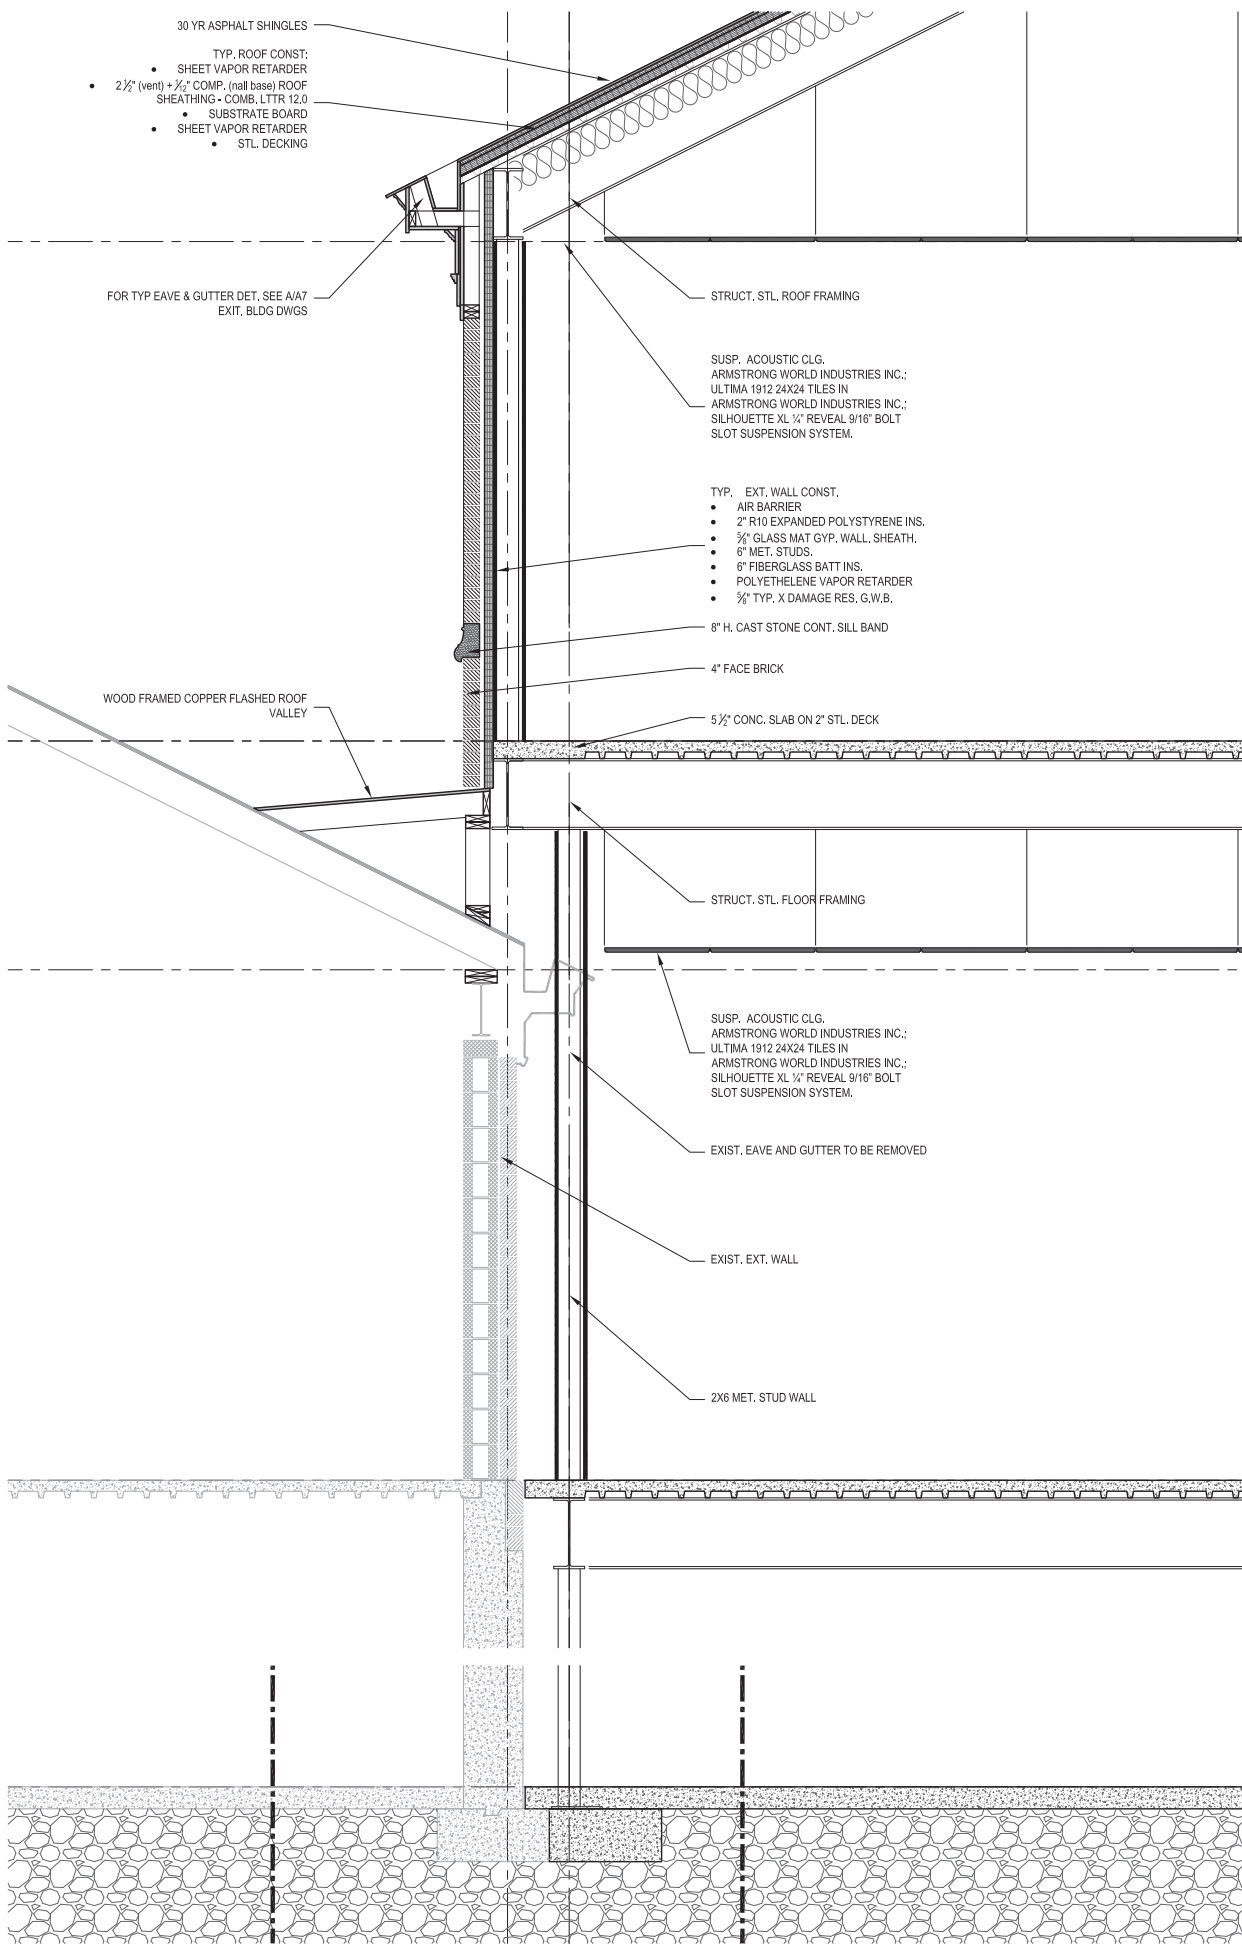 30 YR ASPHALT SHINGLES
TYP. ROOF CONST:
• SHEET VAPOR RETARDER
• 2 ½" (vent) + 7⁄12" COMP. (nail base) ROOF
SHEATHING - COMB. LTTR 12.0
• SUBSTRATE BOARD
• SHEET VAPOR RETARDER
• STL. DECKING
FOR TYP EAVE & GUTTER DET. SEE A/A7
EXIT. BLDG DWGS
STRUCT. STL. ROOF FRAMING
SUSP. ACOUSTIC CLG.
ARMSTRONG WORLD INDUSTRIES INC.;
ULTIMA 1912 24X24 TILES IN
ARMSTRONG WORLD INDUSTRIES INC.;
SILHOUETTE XL ¼" REVEAL 9/16" BOLT
SLOT SUSPENSION SYSTEM.
TYP. EXT. WALL CONST.
• AIR BARRIER
• 2" R10 EXPANDED POLYSTYRENE INS.
• ⅝" GLASS MAT GYP. WALL. SHEATH.
• 6" MET. STUDS.
• 6" FIBERGLASS BATT INS.
• POLYETHELENE VAPOR RETARDER
• ⅝" TYP. X DAMAGE RES. G.W.B.
8" H. CAST STONE CONT. SILL BAND
4" FACE BRICK
WOOD FRAMED COPPER FLASHED ROOF
VALLEY
5 ½" CONC. SLAB ON 2" STL. DECK
STRUCT. STL. FLOOR FRAMING
SUSP. ACOUSTIC CLG.
ARMSTRONG WORLD INDUSTRIES INC.;
ULTIMA 1912 24X24 TILES IN
ARMSTRONG WORLD INDUSTRIES INC.;
SILHOUETTE XL ¼" REVEAL 9/16" BOLT
SLOT SUSPENSION SYSTEM.
EXIST. EAVE AND GUTTER TO BE REMOVED
EXIST. EXT. WALL
2X6 MET. STUD WALL